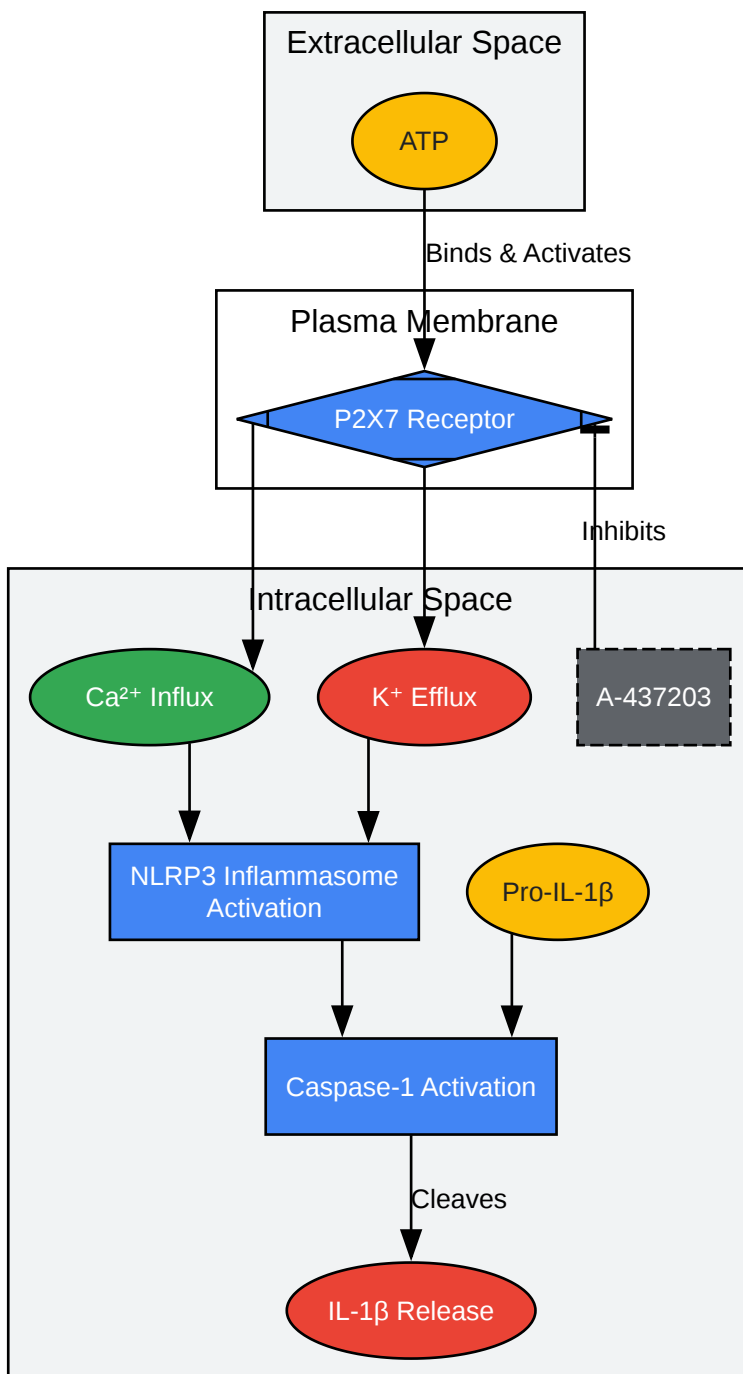 Extracellular Space
ATP
Binds & Activates
Plasma Membrane
P2X7 Receptor
Inhibits
Intracellular Space
Ca²⁺ Influx
K⁺ Efflux
A-437203
NLRP3 Inflammasome
Activation
Pro-IL-1β
Caspase-1 Activation
Cleaves
IL-1β Release